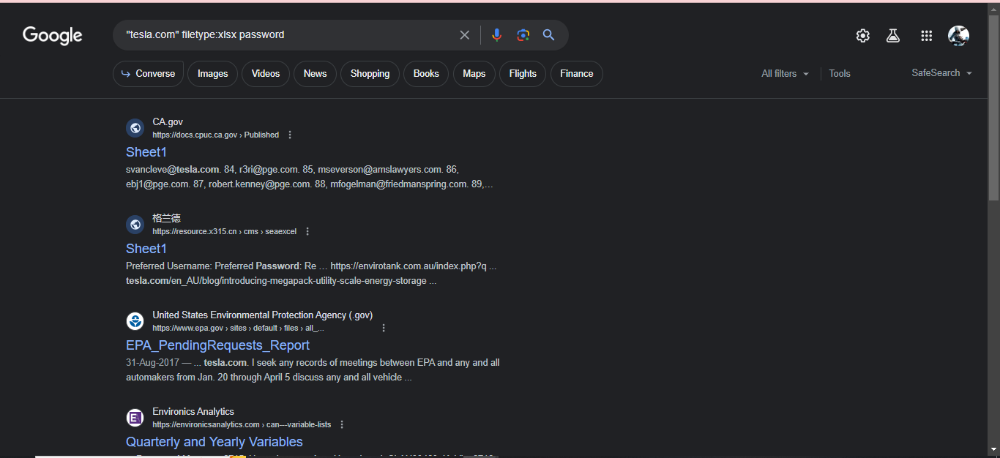 Google
"tesla.com" filetype:xlsx password
Converse
Images
Videos
News
Shopping
Books
Maps
Flights
Finance
All filters
Tools
SafeSearch
CA.gov
https://docs.cpuc.ca.gov › Published
Sheet1
svancleve@tesla.com. 84, r3ri@pge.com. 85, mseverson@amslawyers.com. 86,
ebj1@pge.com. 87, robert.kenney@pge.com. 88, mfogelman@friedmanspring.com. 89,...
格兰德
https://resource.x315.cn › cms › seaexcel
Sheet1
Preferred Username: Preferred Password: Re ... https://envirotank.com.au/index.php?q ...
tesla.com/en_AU/blog/introducing-megapack-utility-scale-energy-storage ...
United States Environmental Protection Agency (.gov)
https://www.epa.gov › sites › default › files › all_...
EPA_PendingRequests_Report
31-Aug-2017 — ... tesla.com. I seek any records of meetings between EPA and any and all
automakers from Jan. 20 through April 5 discuss any and all vehicle ...
EA
Environics Analytics
https://environicsanalytics.com › can---variable-lists
Quarterly and Yearly Variables